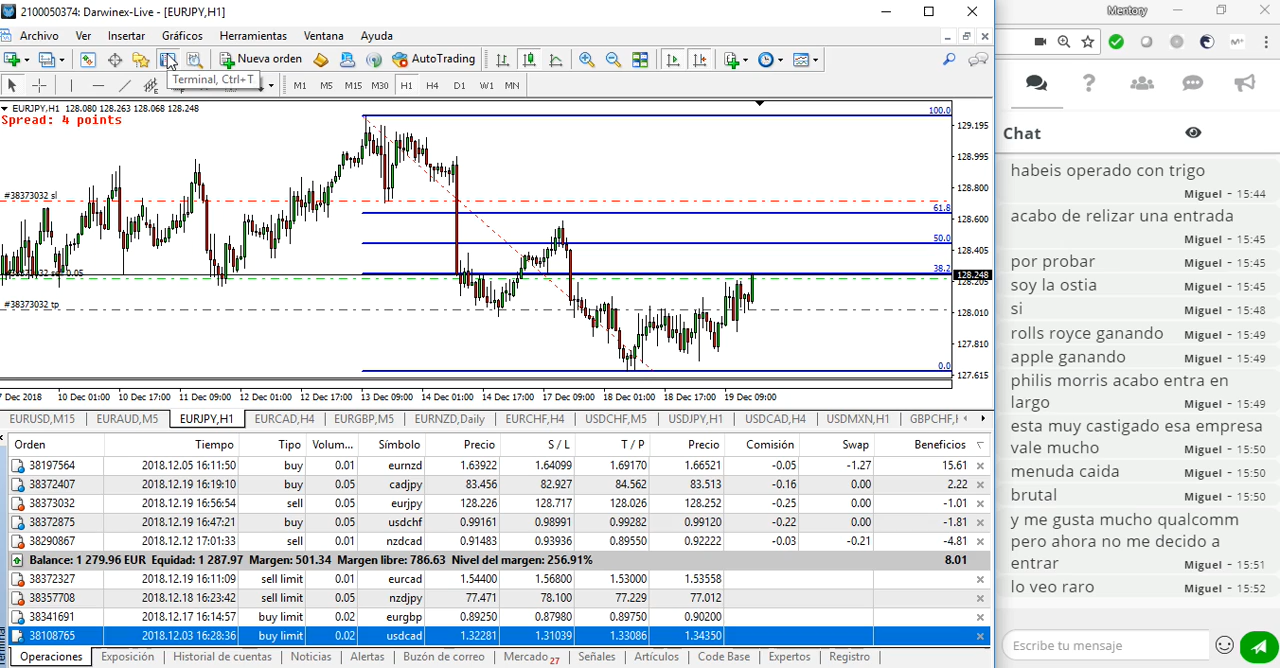 2100050374: Darwinex-Live - [EURJPY,H1]
Mentory
Archivo Ver Insertar Gráficos Herramientas Ventana Ayuda
Nueva orden AutoTrading
Terminal, Ctrl+T
M1 M5 M15 M30 H1 H4 D1 W1 MN
EURJPY,H1 128.080 128.263 128.068 128.248
Spread: 4 points
100.0
129.195
128.995
#38373032 sl
128.800
61.8
128.600
50.0
128.405
38.2
128.248
128.205
#38373032 tp
128.010
127.810
0.0
127.615
7 Dec 2018 10 Dec 01:00 10 Dec 17:00 11 Dec 09:00 12 Dec 01:00 12 Dec 17:00 13 Dec 09:00 14 Dec 01:00 14 Dec 17:00 17 Dec 09:00 18 Dec 01:00 18 Dec 17:00 19 Dec 09:00
EURUSD,M15 EURAUD,M5 EURJPY,H1 EURCAD,H4 EURGBP,M5 EURNZD,Daily EURCHF,H4 USDCHF,M5 USDJPY,H1 USDCAD,H4 USDMXN,H1 GBPCHF,H
Orden Tiempo Tipo Volum... Símbolo Precio S / L T / P Precio Comisión Swap Beneficios
38197564 2018.12.05 16:11:50 buy 0.01 eurnzd 1.63922 1.64099 1.69170 1.66521 -0.05 -1.27 15.61
38372407 2018.12.19 16:19:10 buy 0.05 cadjpy 83.456 82.927 84.562 83.513 -0.16 0.00 2.22
38373032 2018.12.19 16:56:54 sell 0.05 eurjpy 128.226 128.717 128.026 128.252 -0.25 0.00 -1.01
38372875 2018.12.19 16:47:21 buy 0.05 usdchf 0.99161 0.98991 0.99282 0.99120 -0.22 0.00 -1.81
38290867 2018.12.12 17:01:33 sell 0.01 nzdcad 0.91483 0.93936 0.89550 0.92222 -0.03 -0.21 -4.81
Balance: 1 279.96 EUR Equidad: 1 287.97 Margen: 501.34 Margen libre: 786.63 Nivel del margen: 256.91% 8.01
38372327 2018.12.19 16:11:09 sell limit 0.01 eurcad 1.54400 1.56800 1.53000 1.53558
38357708 2018.12.18 16:23:42 sell limit 0.05 nzdjpy 77.471 78.100 77.229 77.012
38341691 2018.12.17 16:14:57 buy limit 0.01 eurgbp 0.89250 0.87980 0.89750 0.90200
38108765 2018.12.03 16:28:36 buy limit 0.02 usdcad 1.32281 1.31039 1.33086 1.34350
Operaciones Exposición Historial de cuentas Noticias Alertas Buzón de correo Mercado 27 Señales Artículos Code Base Expertos Registro
Chat
habeis operado con trigo
Miguel - 15:44
acabo de relizar una entrada
Miguel - 15:45
por probar Miguel - 15:45
soy la ostia Miguel - 15:45
si Miguel - 15:48
rolls royce ganando Miguel - 15:49
apple ganando Miguel - 15:49
philis morris acabo entra en
largo Miguel - 15:49
esta muy castigado esa empresa
vale mucho Miguel - 15:50
menuda caida Miguel - 15:50
brutal Miguel - 15:50
y me gusta mucho qualcomm
pero ahora no me decido a
entrar Miguel - 15:51
lo veo raro Miguel - 15:52
Escribe tu mensaje